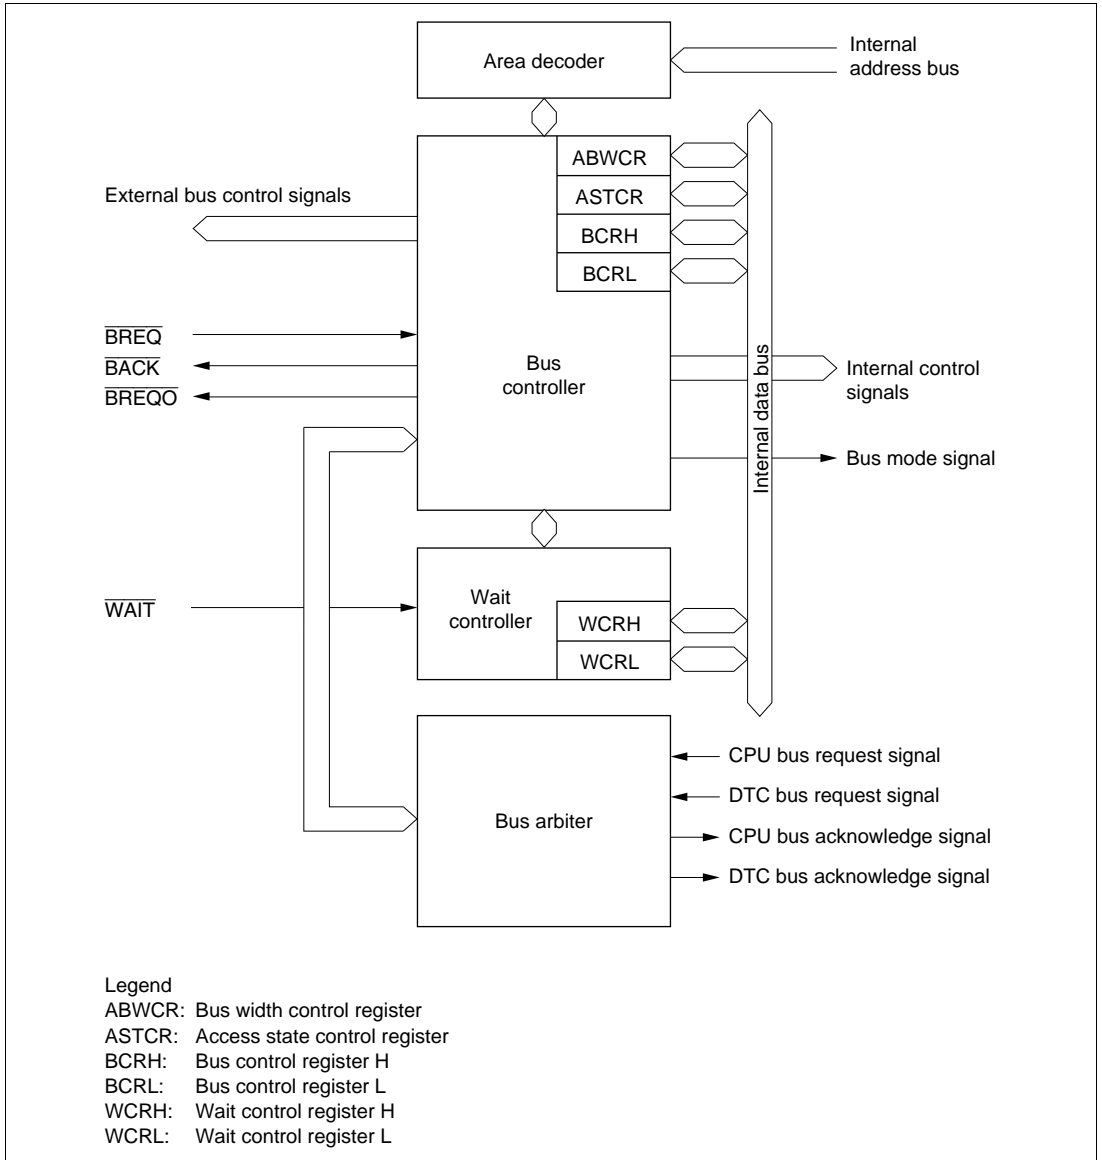 Area decoder
Internal
address bus
ABWCR
ASTCR
BCRH
BCRL
External bus control signals
BREQ
BACK
BREQO
Bus
controller
Internal data bus
Internal control
signals
Bus mode signal
WAIT
Wait
controller
WCRH
WCRL
Bus arbiter
CPU bus request signal
DTC bus request signal
CPU bus acknowledge signal
DTC bus acknowledge signal
Legend
ABWCR: Bus width control register
ASTCR: Access state control register
BCRH: Bus control register H
BCRL: Bus control register L
WCRH: Wait control register H
WCRL: Wait control register L